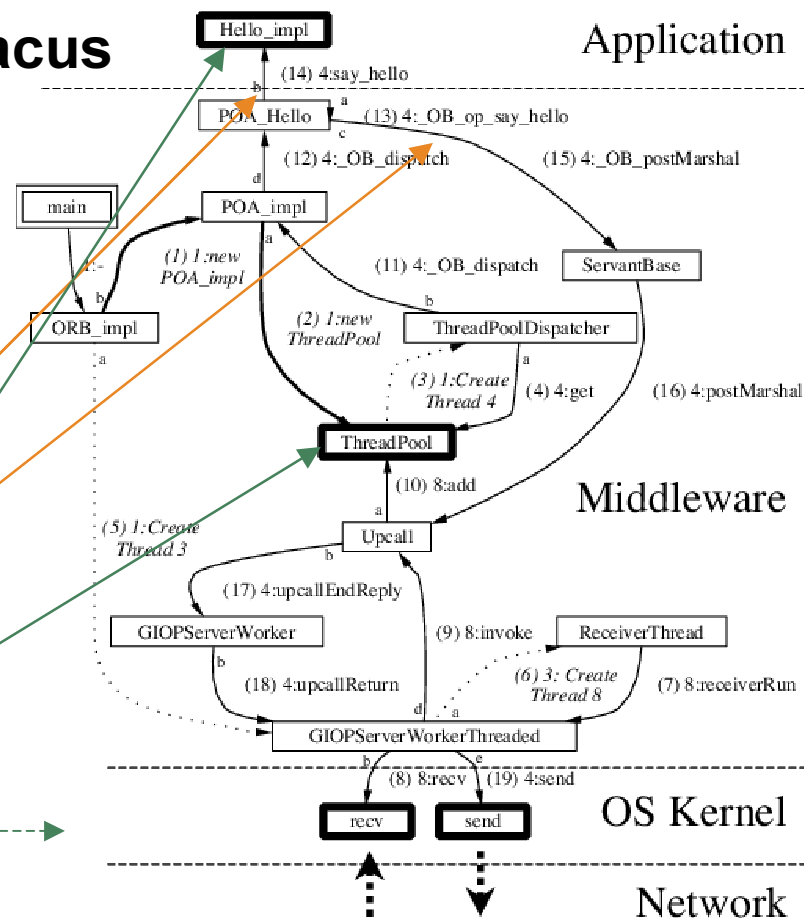 acus
Hello_impl
Application
(14) 4:say_hello
b
a
POA_Hello
(13) 4:_OB_op_say_hello
c
(12) 4:_OB_dispatch
(15) 4:_OB_postMarshal
d
main
POA_impl
a
(1) 1:new
POA_impl
1:-
(11) 4:_OB_dispatch
ServantBase
b
b
(2) 1:new
ThreadPool
ORB_impl
ThreadPoolDispatcher
a
a
(3) 1:Create
Thread 4
(4) 4:get
(16) 4:postMarshal
ThreadPool
(10) 8:add
Middleware
a
(5) 1:Create
Thread 3
Upcall
b
(17) 4:upcallEndReply
GIOPServerWorker
(9) 8:invoke
ReceiverThread
b
(6) 3: Create
Thread 8
(18) 4:upcallReturn
(7) 8:receiverRun
d
a
GIOPServerWorkerThreaded
b
e
(8) 8:recv
(19) 4:send
recv
send
OS Kernel
Network